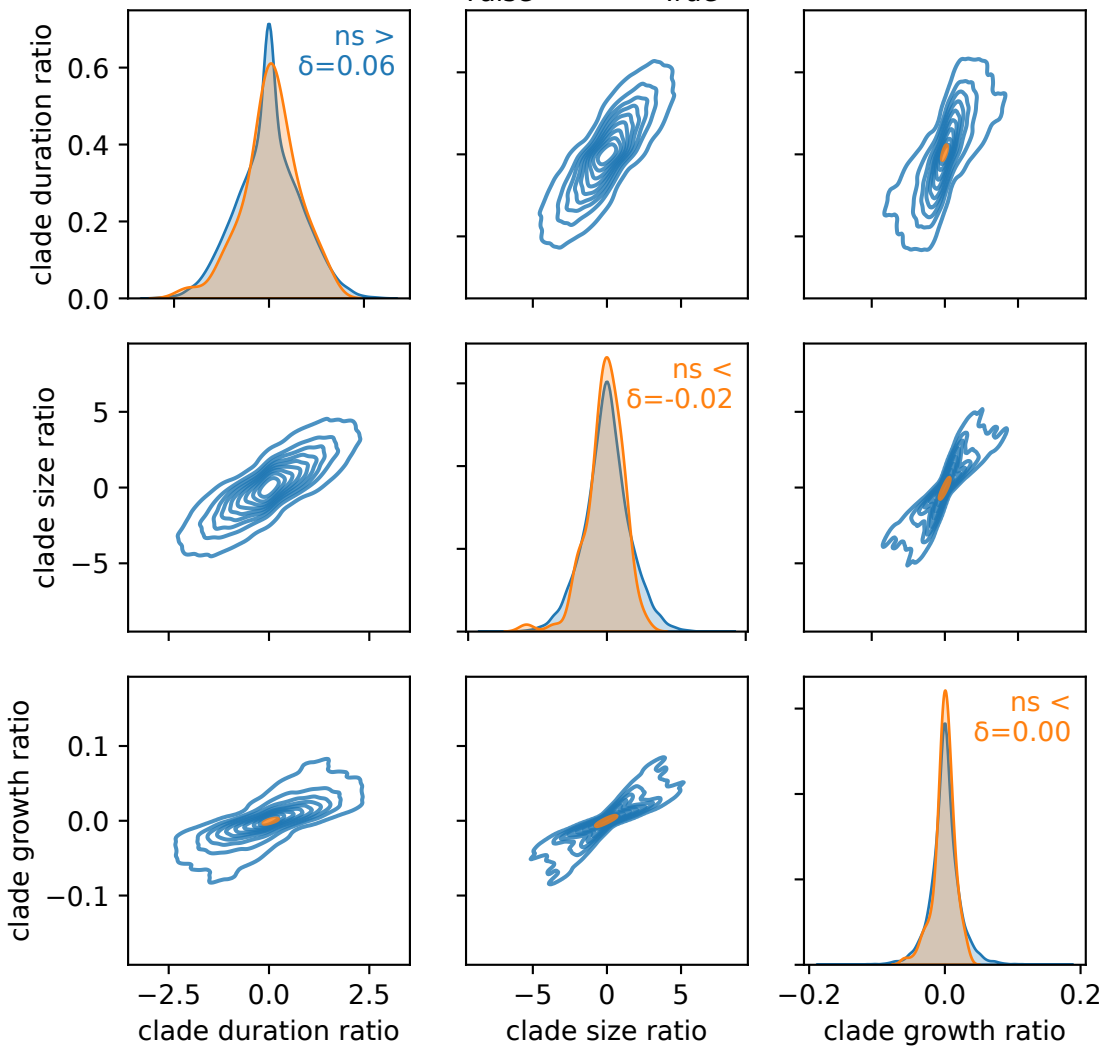 clade duration ratio
0.6
0.4
0.2
0.0
ns >
δ=0.06
clade size ratio
5
0
−5
ns <
δ=-0.02
clade growth ratio
0.1
0.0
−0.1
ns <
δ=0.00
−2.5 0.0 2.5
−5 0 5
−0.2 0.0 0.2
clade duration ratio
clade size ratio
clade growth ratio